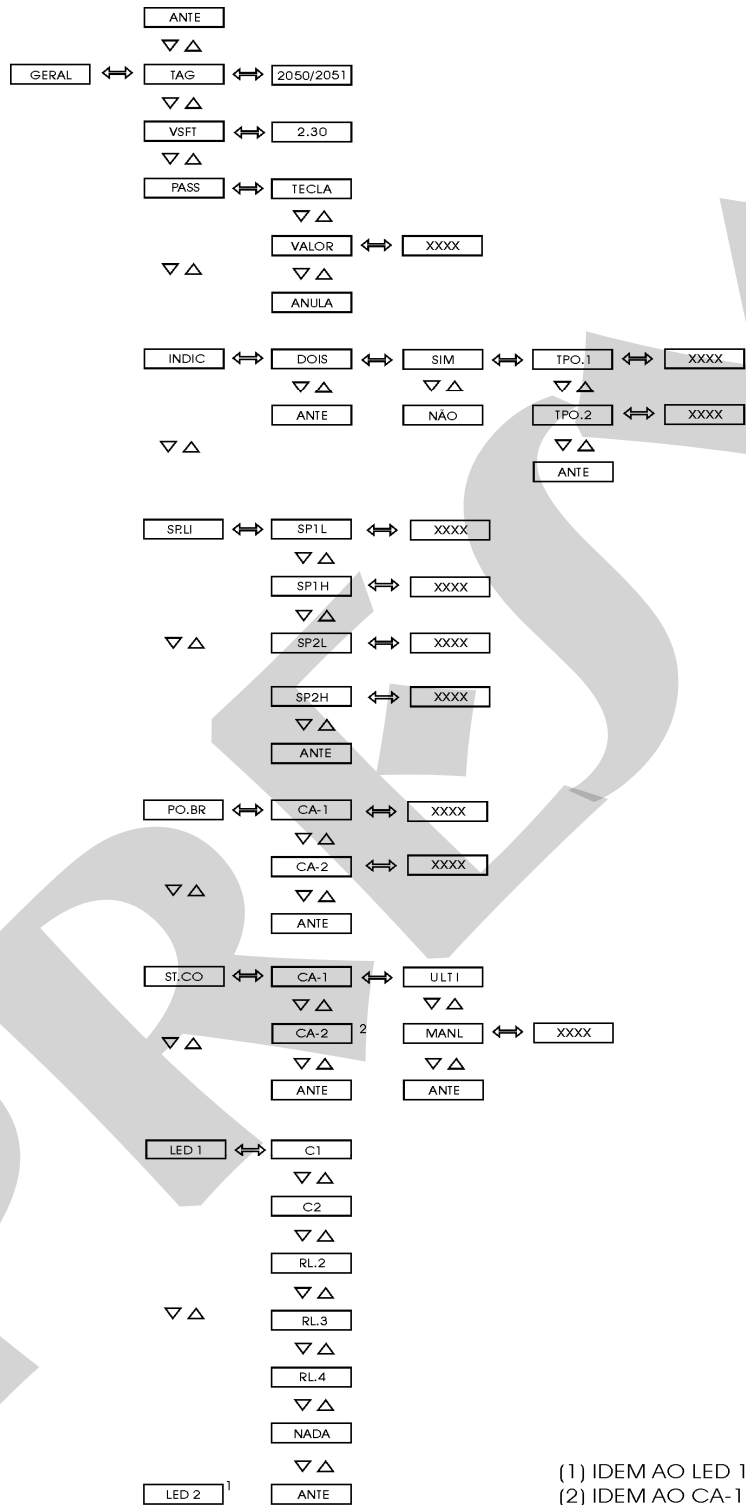 ANTE
GERAL TAG 2050/2051
VSFT 2.30
PASS TECLA
VALOR XXXX
ANULA
INDIC DOIS SIM TPO.1 XXXX
ANTE NÃO TPO.2 XXXX
ANTE
SP.LI SP1L XXXX
SP1H XXXX
SP2L XXXX
SP2H XXXX
ANTE
PO.BR CA-1 XXXX
CA-2 XXXX
ANTE
ST.CO CA-1 ULTI
CA-2 2 MANL XXXX
ANTE ANTE
LED 1 C1
C2
RL.2
RL.3
RL.4
NADA
LED 2 1 ANTE
(1) IDEM AO LED 1
(2) IDEM AO CA-1